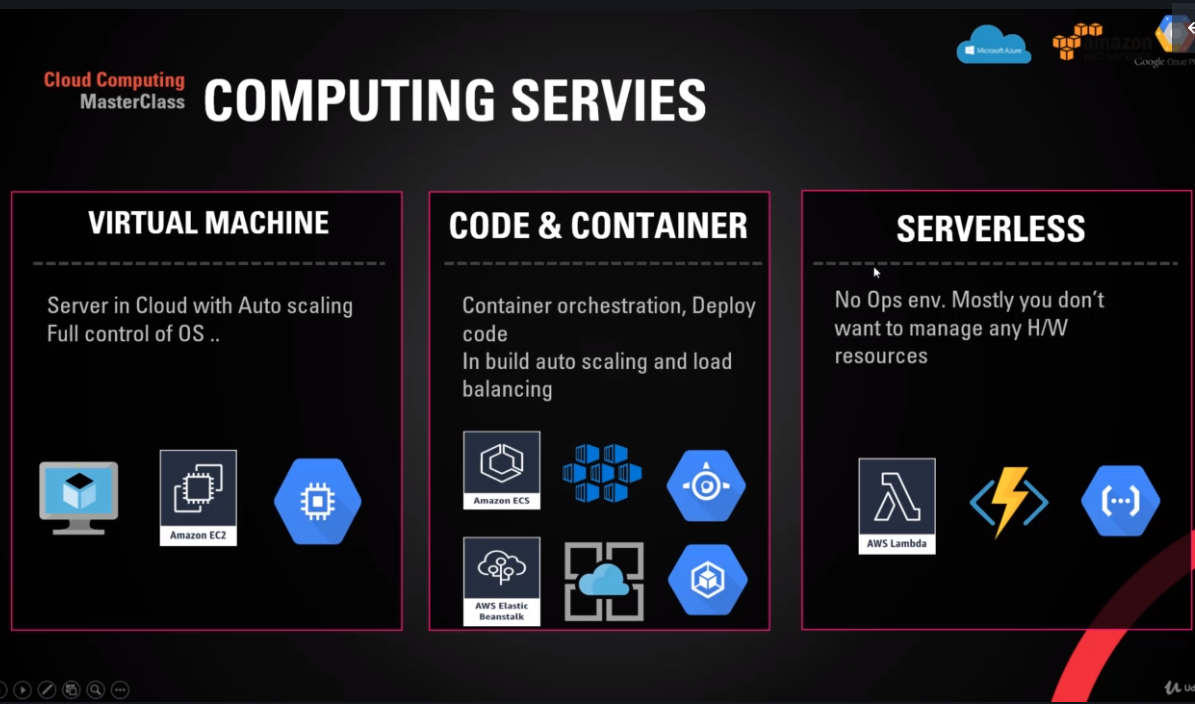 Microsoft Azure
amazon
Google Cloud
Cloud Computing
MasterClass
COMPUTING SERVIES
VIRTUAL MACHINE
Server in Cloud with Auto scaling
Full control of OS ..
Amazon EC2
CODE & CONTAINER
Container orchestration, Deploy
code
In build auto scaling and load
balancing
Amazon ECS
AWS Elastic
Beanstalk
SERVERLESS
No Ops env. Mostly you don't
want to manage any H/W
resources
AWS Lambda